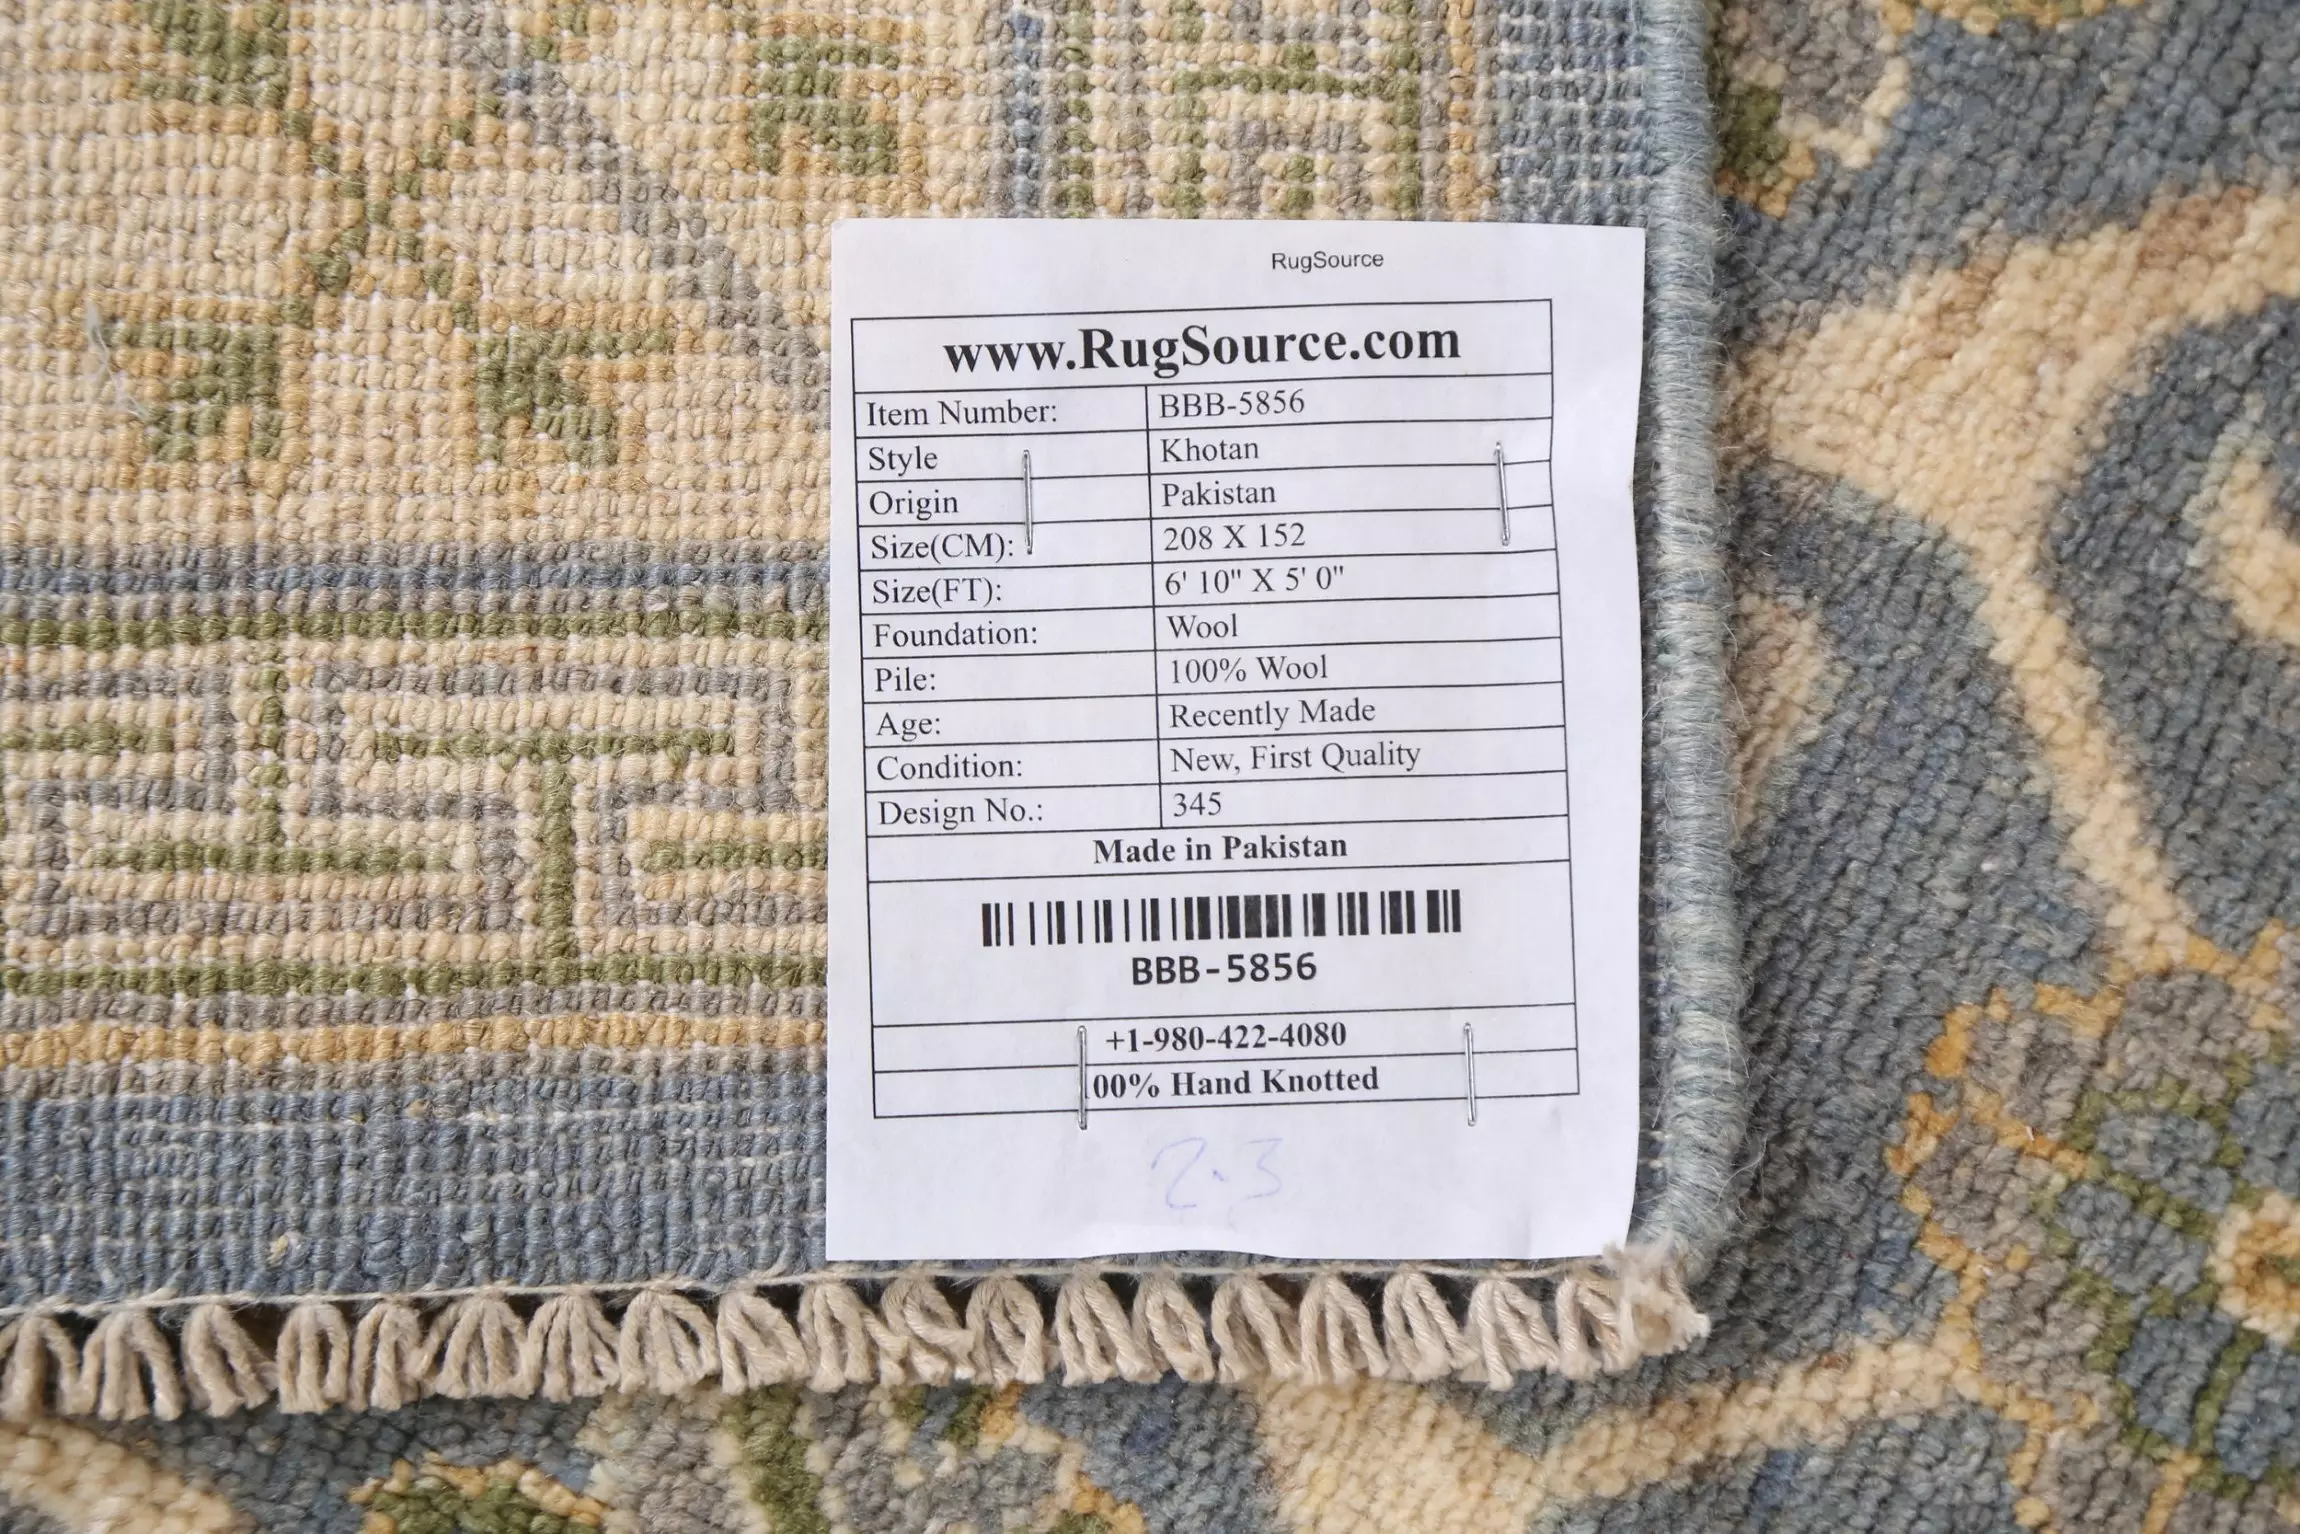 RugSource
www.RugSource.com
Item Number: BBB-5856
Style Khotan
Origin Pakistan
Size(CM): 208 X 152
Size(FT): 6' 10" X 5' 0"
Foundation: Wool
Pile: 100% Wool
Age: Recently Made
Condition: New, First Quality
Design No.: 345
Made in Pakistan
BBB-5856
+1-980-422-4080
00% Hand Knotted
2.3